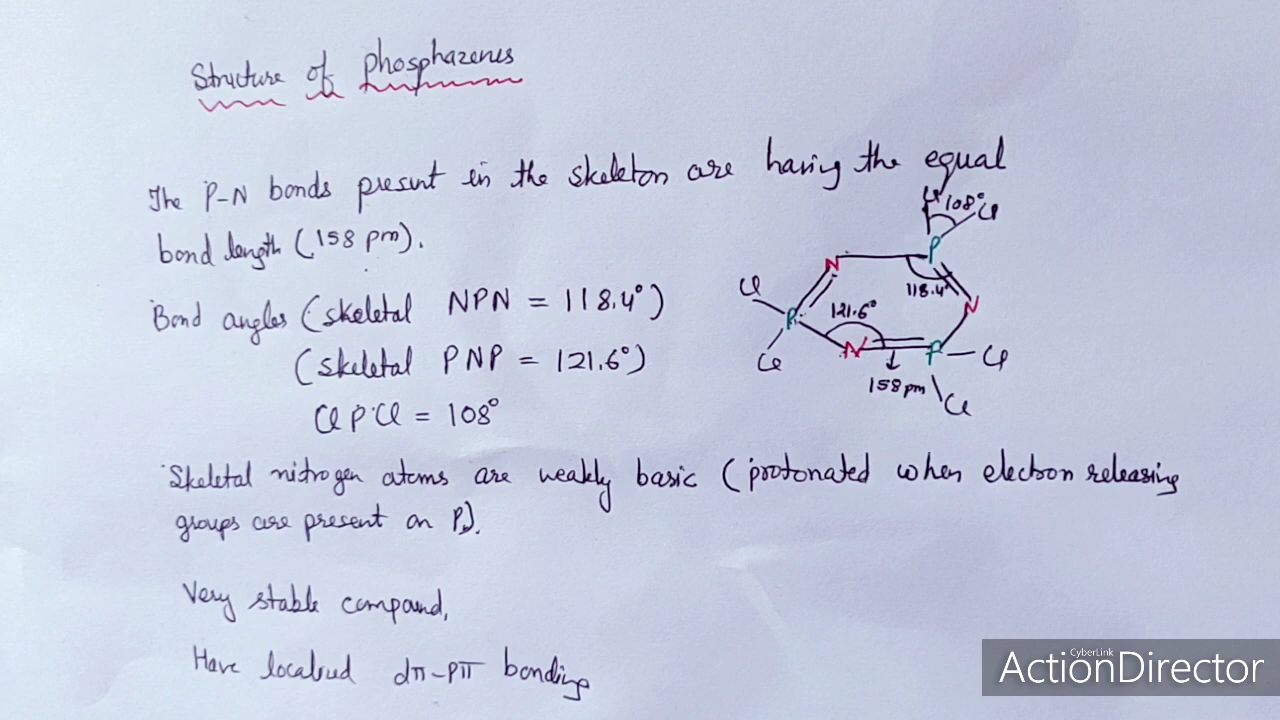 Structure of phosphazenes
The P-N bonds present in the skeleton are having the equal
bond length (158 pm).
Bond angles (skeletal NPN = 118.4°)
(skeletal PNP = 121.6°)
Cl P Cl = 108°
Cl
108°
Cl
P
N
118.4°
N
Cl
121.6°
P
N
P
Cl
Cl
158 pm
Cl
Skeletal nitrogen atoms are weakly basic (protonated when electron releasing
groups are present on P).
Very stable compound,
Have localised dπ-pπ bonding
CyberLink
ActionDirector